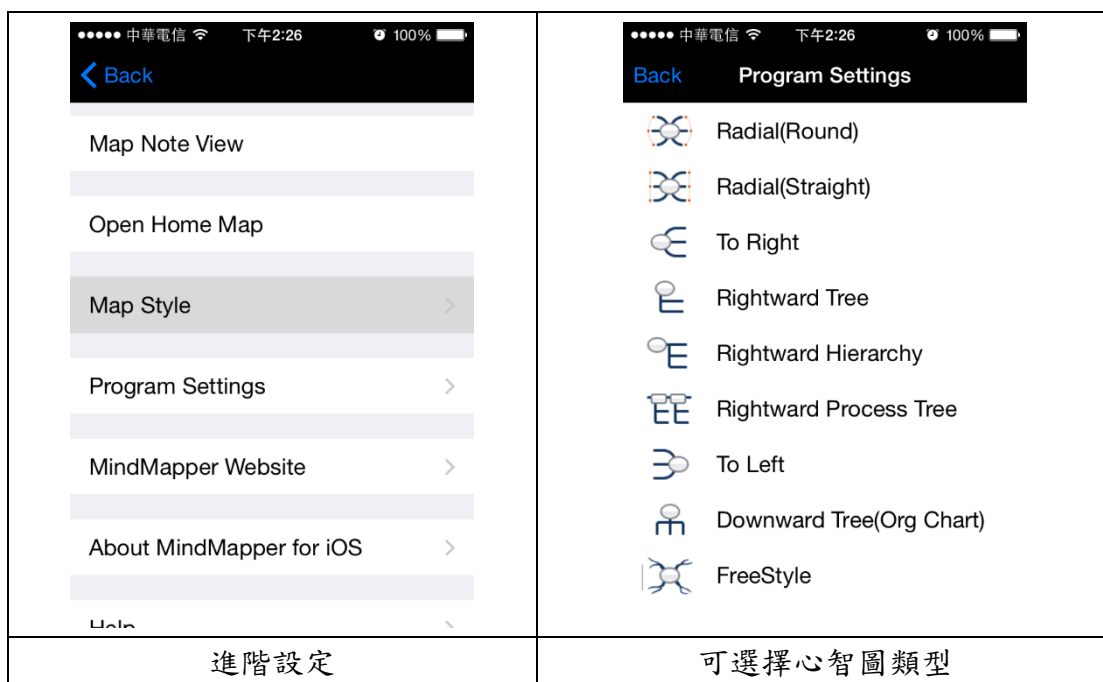 ●●●●● 中華電信 下午2:26 100%
Back
Map Note View
Open Home Map
Map Style
Program Settings
MindMapper Website
About MindMapper for iOS
Help
進階設定
●●●●● 中華電信 下午2:26 100%
Back Program Settings
Radial(Round)
Radial(Straight)
To Right
Rightward Tree
Rightward Hierarchy
Rightward Process Tree
To Left
Downward Tree(Org Chart)
FreeStyle
可選擇心智圖類型